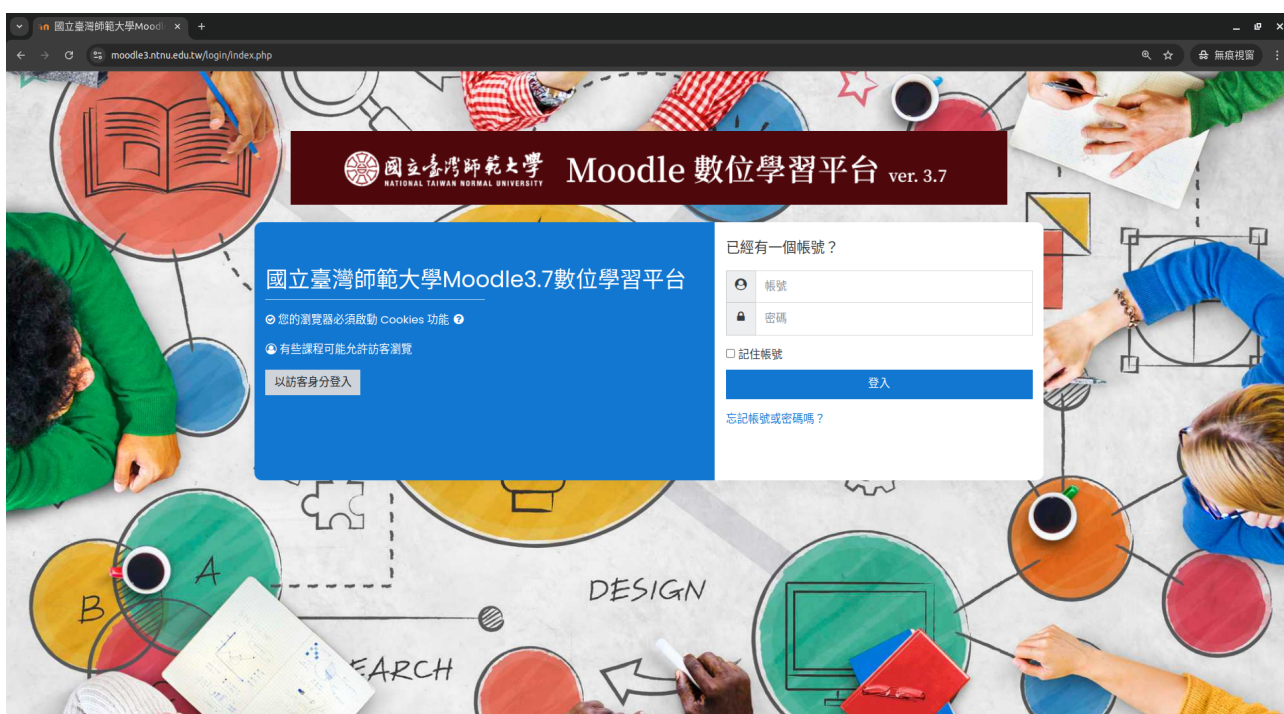 國立臺灣師範大學Mood
moodle3.ntnu.edu.tw/login/index.php
無痕視窗
國立臺灣師範大學 Moodle 數位學習平台 ver. 3.7
NATIONAL TAIWAN NORMAL UNIVERSITY
國立臺灣師範大學Moodle3.7數位學習平台
您的瀏覽器必須啟動 Cookies 功能
有些課程可能允許訪客瀏覽
以訪客身分登入
已經有一個帳號？
帳號
密碼
記住帳號
登入
忘記帳號或密碼嗎？
A
B
DESIGN
EARCH